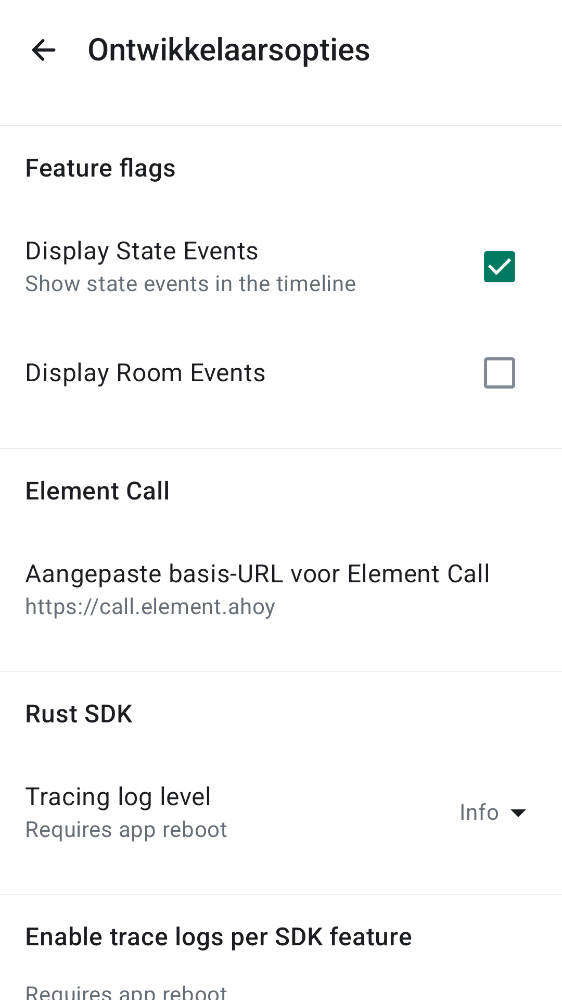 Ontwikkelaarsopties
Feature flags
Display State Events
Show state events in the timeline
Display Room Events
Element Call
Aangepaste basis-URL voor Element Call
https://call.element.ahoy
Rust SDK
Tracing log level
Requires app reboot
Info
Enable trace logs per SDK feature
Requires app reboot